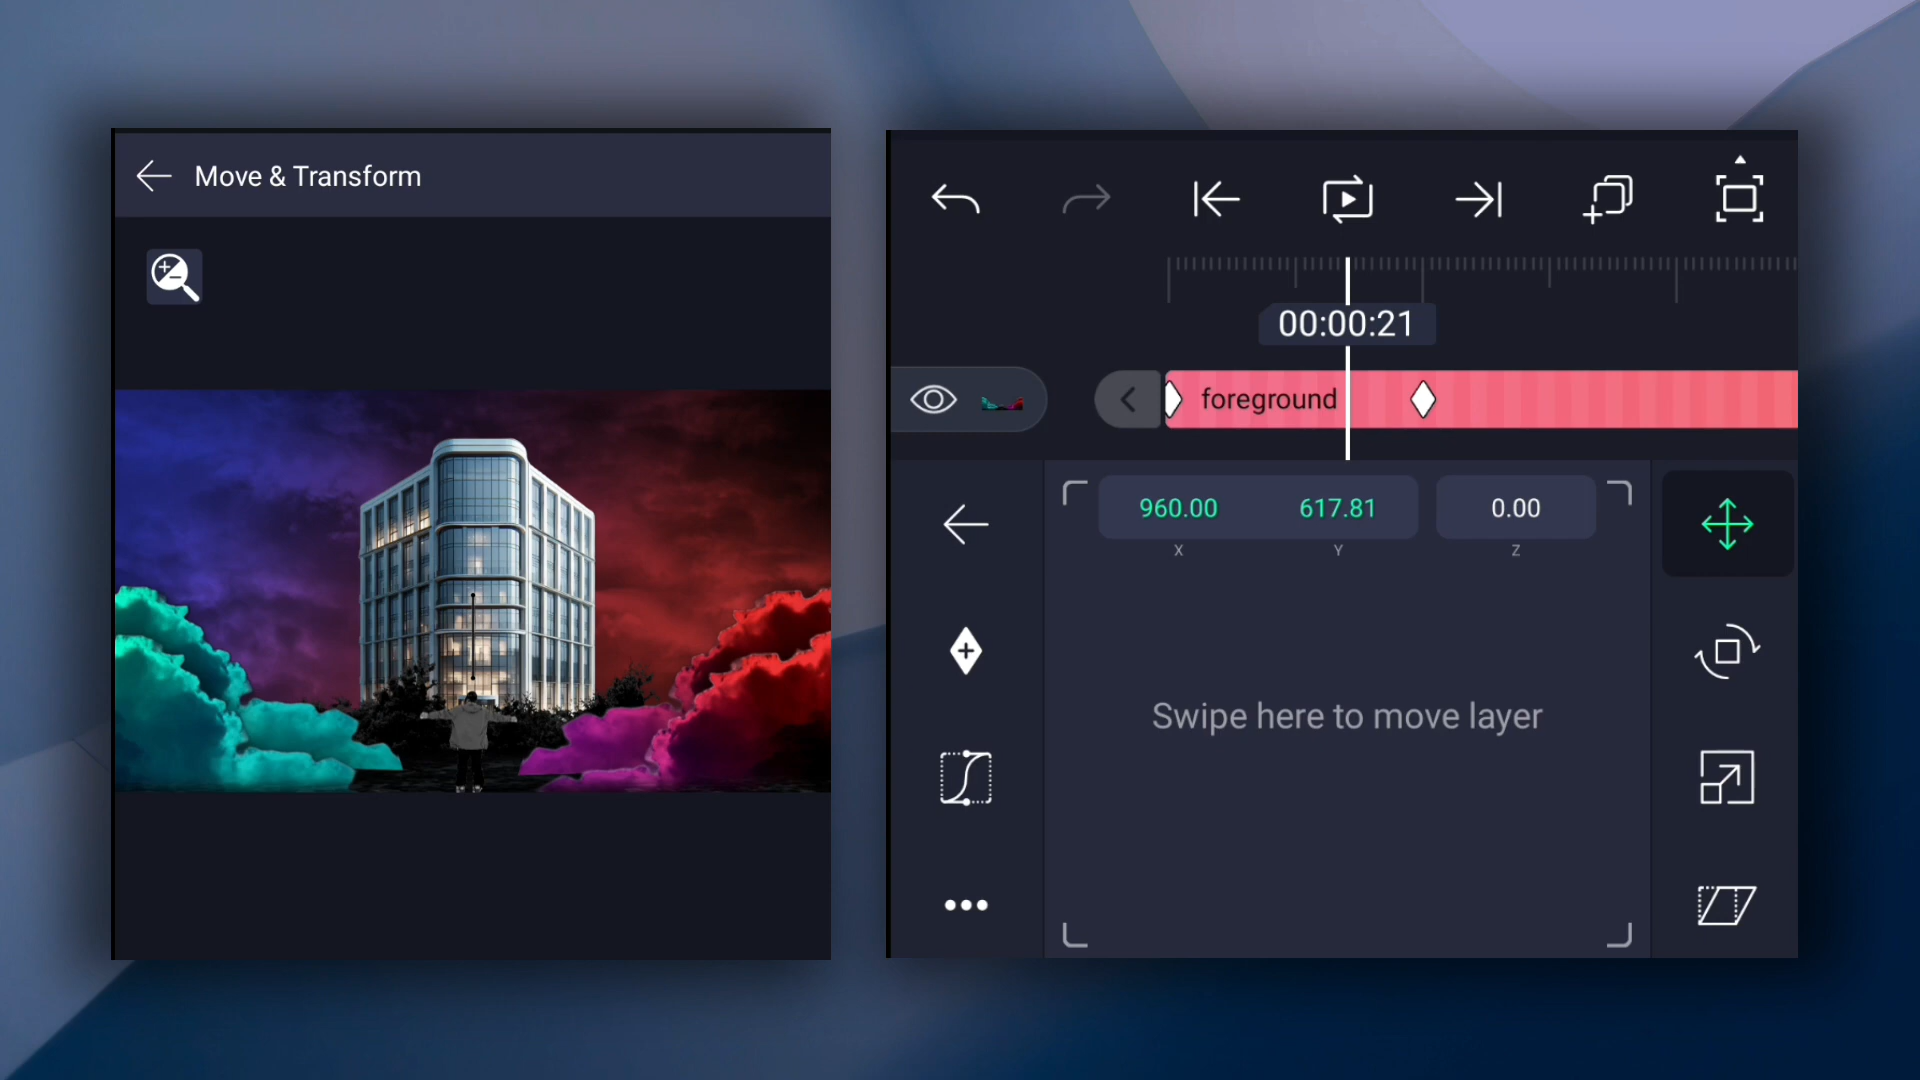 Move & Transform
00:00:21
foreground
960.00 617.81 0.00
X Y Z
Swipe here to move layer